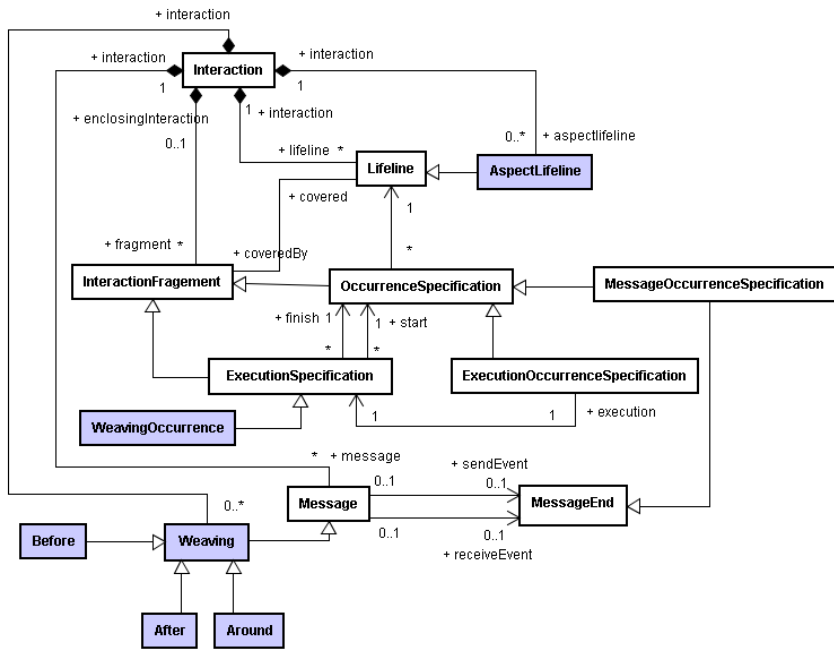 + interaction
+ interaction
+ interaction
Interaction
1
1
+ enclosingInteraction
1
+ interaction
0..1
0..*
+ aspectlifeline
+ lifeline
*
Lifeline
AspectLifeline
+ covered
1
+ fragment
*
+ coveredBy
*
InteractionFragement
OccurrenceSpecification
MessageOccurrenceSpecification
+ finish
1
1
+ start
*
*
ExecutionSpecification
ExecutionOccurrenceSpecification
1
1
+ execution
WeavingOccurrence
*
+ message
+ sendEvent
0..1
0..1
Message
MessageEnd
0..*
0..1
0..1
+ receiveEvent
Before
Weaving
After
Around